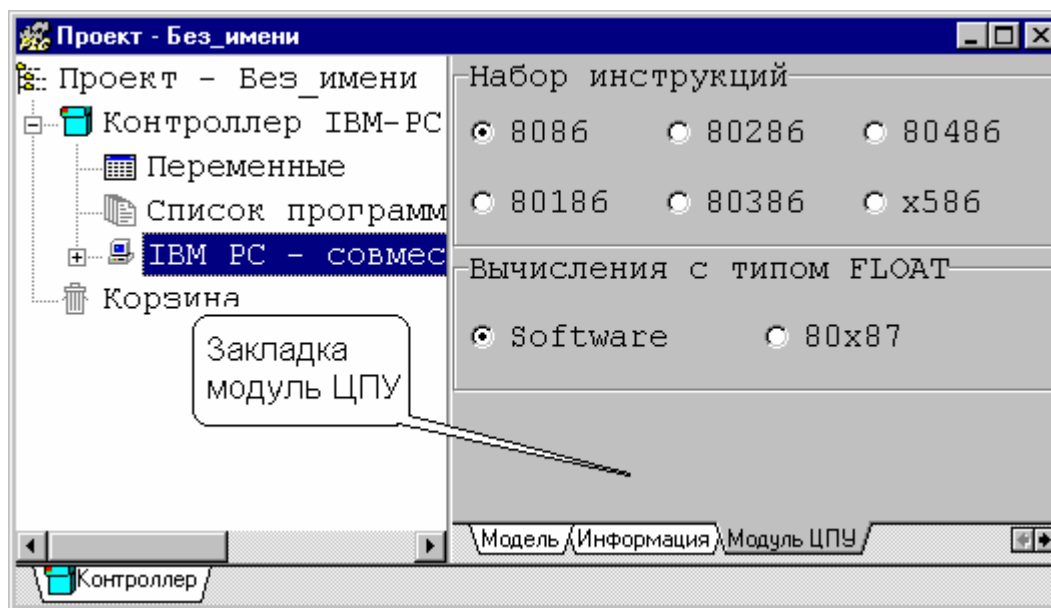 Проект - Без_имени
Проект - Без_имени
Контроллер IBM-PC
Переменные
Список программ
IBM PC - совмес
Корзина
Закладка
модуль ЦПУ
Набор инструкций
8086 80286 80486
80186 80386 x586
Вычисления с типом FLOAT
Software 80x87
Модель Информация Модуль ЦПУ
Контроллер